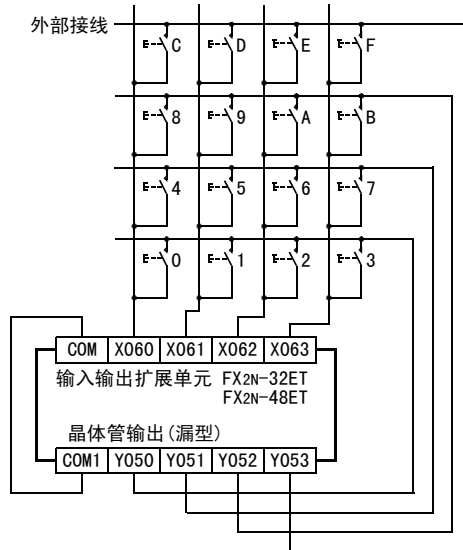 外部接线
C D E F
8 9 A B
4 5 6 7
0 1 2 3
COM X060 X061 X062 X063
输入输出扩展单元 FX2N-32ET
FX2N-48ET
晶体管输出(漏型)
COM1 Y050 Y051 Y052 Y053